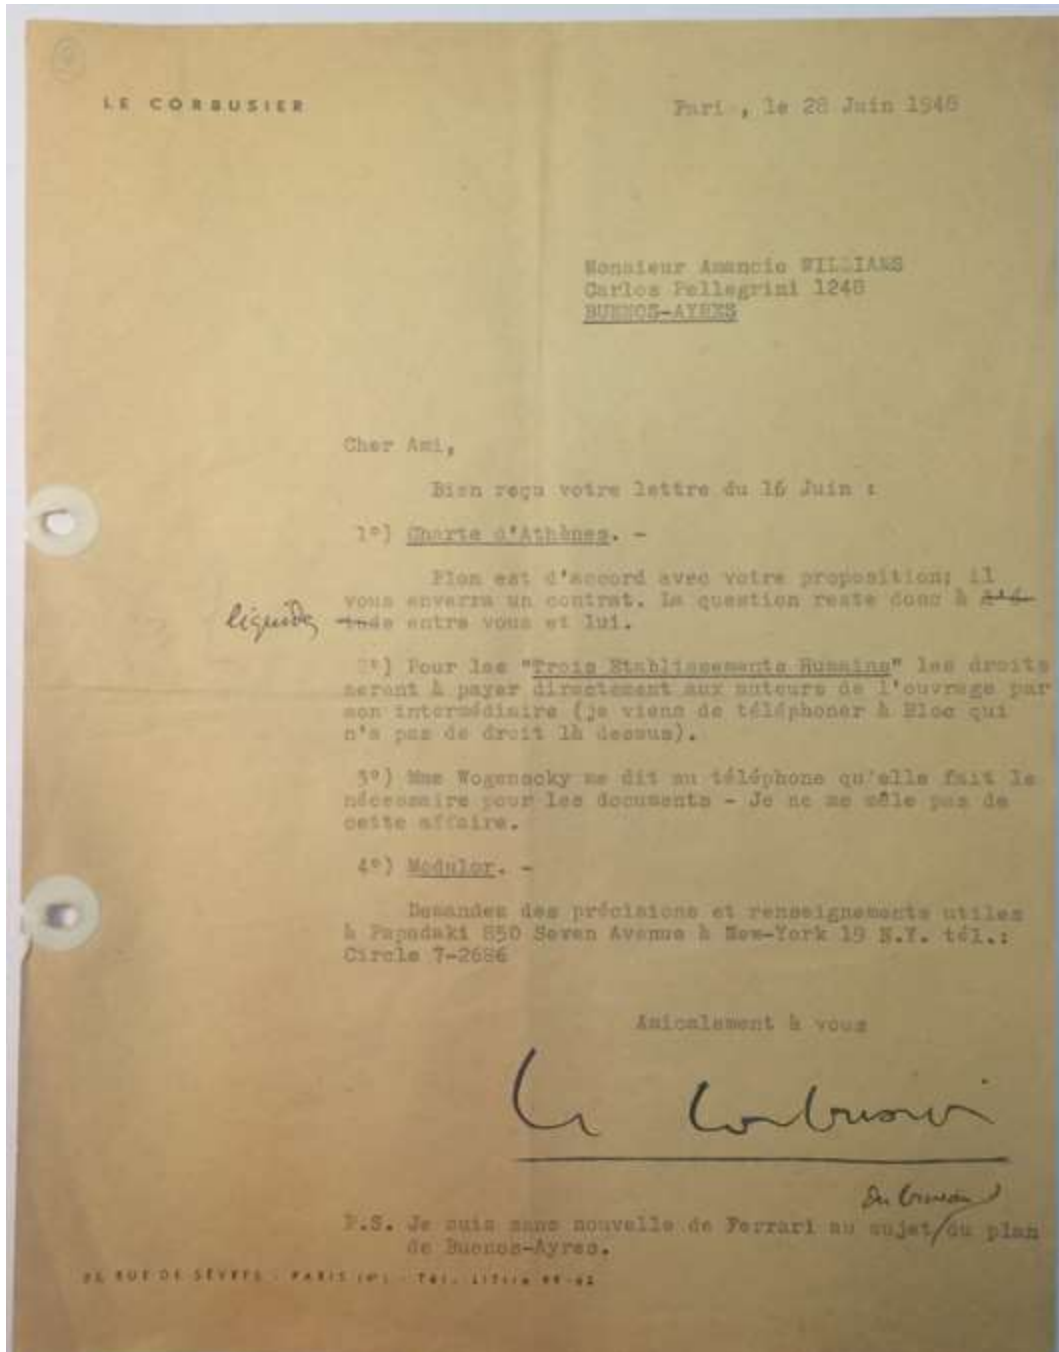 LE CORBUSIER
Paris, le 28 Juin 1948
Monsieur Amancio WILLIAMS
Carlos Pellegrini 1248
BUENOS-AYRES
Cher Ami,
Bien reçu votre lettre du 16 Juin :
1°) Charte d'Athènes. -
Plon est d'accord avec votre proposition; il
vous enverra un contrat. La question reste donc à
liquider entre vous et lui.
2°) Pour les "Trois Etablissements Humains" les droits
seront à payer directement aux auteurs de l'ouvrage par
mon intermédiaire (je viens de téléphoner à Bloc qui
n'a pas de droit là dessus).
3°) Mme Wogenscky me dit au téléphone qu'elle fait le
nécessaire pour les documents - Je ne me mêle pas de
cette affaire.
4°) Modulor. -
Demandez des précisions et renseignements utiles
à Papadaki 850 Seven Avenue à New-York 19 N.Y. tél.:
Circle 7-2686
Amicalement à vous
Le Corbusier
du bureau
P.S. Je suis sans nouvelle de Ferrari au sujet/du plan
de Buenos-Ayres.
35 RUE DE SÈVRES - PARIS (6e) - Tél. Littré